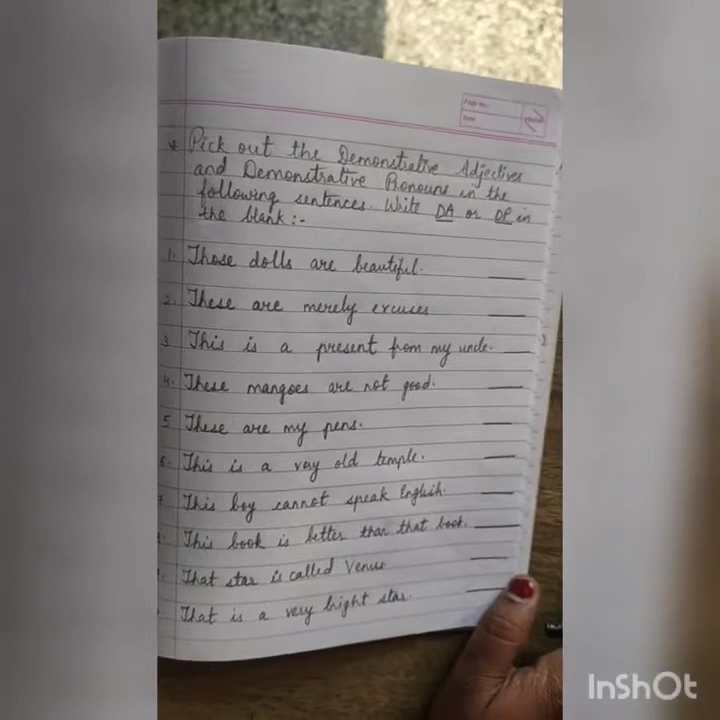 Page No.
Date
* Pick out the Demonstrative Adjectives
and Demonstrative Pronouns in the
following sentences. Write DA or DP in
the blank:-
1. Those dolls are beautiful.
2. These are merely excuses
3. This is a present from my uncle.
4. These mangoes are not good.
5. These are my pens.
6. This is a very old temple.
7. This boy cannot speak English.
This book is better than that book.
That star is called Venus.
That is a very bright star.
InShOt